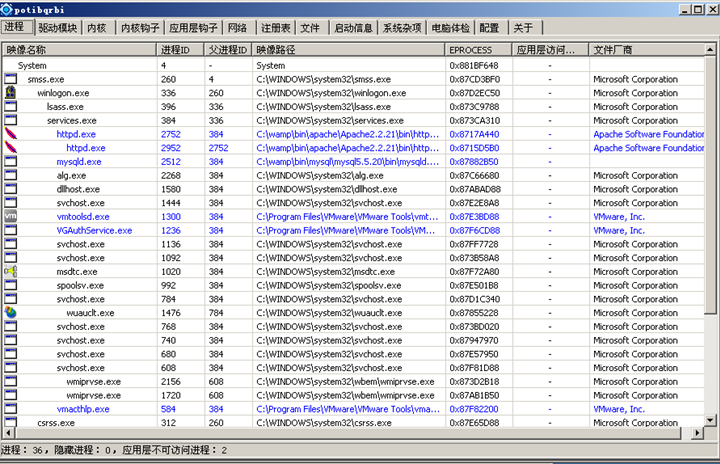 potibqrbi
进程 驱动模块 内核 内核钩子 应用层钩子 网络 注册表 文件 启动信息 系统杂项 电脑体检 配置 关于
映像名称 进程ID 父进程ID 映像路径 EPROCESS 应用层访问... 文件厂商
System 4 - System 0x881BF648 -
smss.exe 260 4 C:\WINDOWS\system32\smss.exe 0x87CD3BF0 - Microsoft Corporation
winlogon.exe 336 260 C:\WINDOWS\system32\winlogon.exe 0x87D2EC50 - Microsoft Corporation
lsass.exe 396 336 C:\WINDOWS\system32\lsass.exe 0x873C9788 - Microsoft Corporation
services.exe 384 336 C:\WINDOWS\system32\services.exe 0x873CA310 - Microsoft Corporation
httpd.exe 2752 384 C:\wamp\bin\apache\Apache2.2.21\bin\http... 0x8717A440 - Apache Software Foundation
httpd.exe 2952 2752 C:\wamp\bin\apache\Apache2.2.21\bin\http... 0x8715D5B0 - Apache Software Foundation
mysqld.exe 2512 384 C:\wamp\bin\mysql\mysql5.5.20\bin\mysqld.... 0x87882B50 -
alg.exe 2268 384 C:\WINDOWS\system32\alg.exe 0x87C66680 - Microsoft Corporation
dllhost.exe 1580 384 C:\WINDOWS\system32\dllhost.exe 0x87ABAD88 - Microsoft Corporation
svchost.exe 1444 384 C:\WINDOWS\system32\svchost.exe 0x87E2E8A8 - Microsoft Corporation
vmtoolsd.exe 1300 384 C:\Program Files\VMware\VMware Tools\vmt... 0x87E3BD88 - VMware, Inc.
VGAuthService.exe 1236 384 C:\Program Files\VMware\VMware Tools\VM... 0x87F6CD88 - VMware, Inc.
svchost.exe 1136 384 C:\WINDOWS\system32\svchost.exe 0x87FF7728 - Microsoft Corporation
svchost.exe 1092 384 C:\WINDOWS\system32\svchost.exe 0x873B58A8 - Microsoft Corporation
msdtc.exe 1020 384 C:\WINDOWS\system32\msdtc.exe 0x87F72A80 - Microsoft Corporation
spoolsv.exe 992 384 C:\WINDOWS\system32\spoolsv.exe 0x87E501B8 - Microsoft Corporation
svchost.exe 784 384 C:\WINDOWS\system32\svchost.exe 0x87D1C340 - Microsoft Corporation
wuauclt.exe 1476 784 C:\WINDOWS\system32\wuauclt.exe 0x87855228 - Microsoft Corporation
svchost.exe 768 384 C:\WINDOWS\system32\svchost.exe 0x873BD020 - Microsoft Corporation
svchost.exe 740 384 C:\WINDOWS\system32\svchost.exe 0x87947970 - Microsoft Corporation
svchost.exe 680 384 C:\WINDOWS\system32\svchost.exe 0x87E57950 - Microsoft Corporation
svchost.exe 608 384 C:\WINDOWS\system32\svchost.exe 0x87F81D88 - Microsoft Corporation
wmiprvse.exe 2156 608 C:\WINDOWS\system32\wbem\wmiprvse.exe 0x873D2B18 - Microsoft Corporation
wmiprvse.exe 1720 608 C:\WINDOWS\system32\wbem\wmiprvse.exe 0x87AB1B50 - Microsoft Corporation
vmacthlp.exe 584 384 C:\Program Files\VMware\VMware Tools\vma... 0x87F82200 - VMware, Inc.
csrss.exe 312 260 C:\WINDOWS\system32\csrss.exe 0x87E65D88 - Microsoft Corporation
进程: 36, 隐藏进程: 0, 应用层不可访问进程: 2